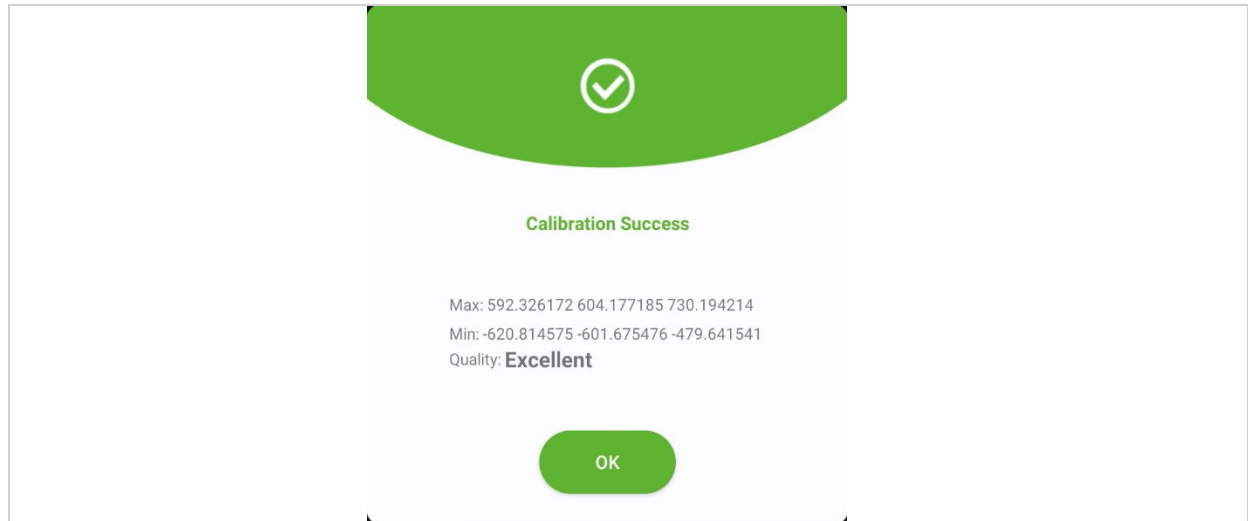 Calibration Success
Max: 592.326172 604.177185 730.194214
Min: -620.814575 -601.675476 -479.641541
Quality: Excellent
OK